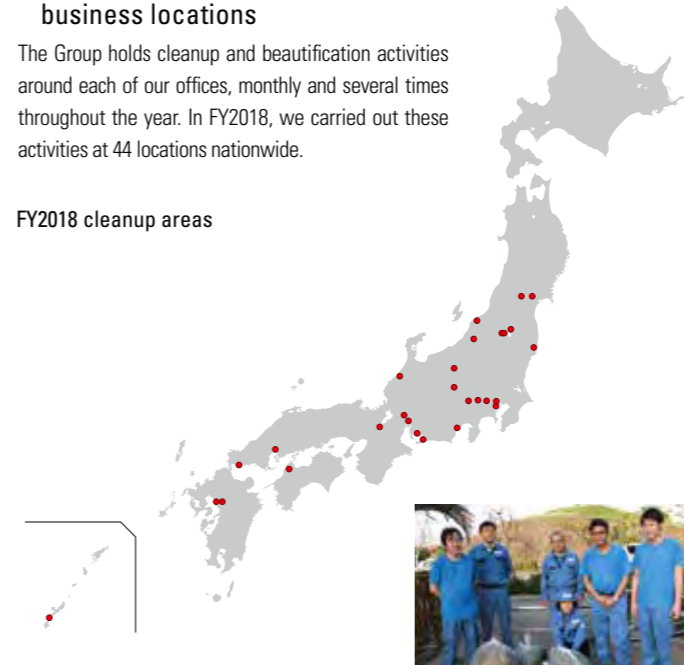 business locations
The Group holds cleanup and beautification activities
around each of our offices, monthly and several times
throughout the year. In FY2018, we carried out these
activities at 44 locations nationwide.
FY2018 cleanup areas